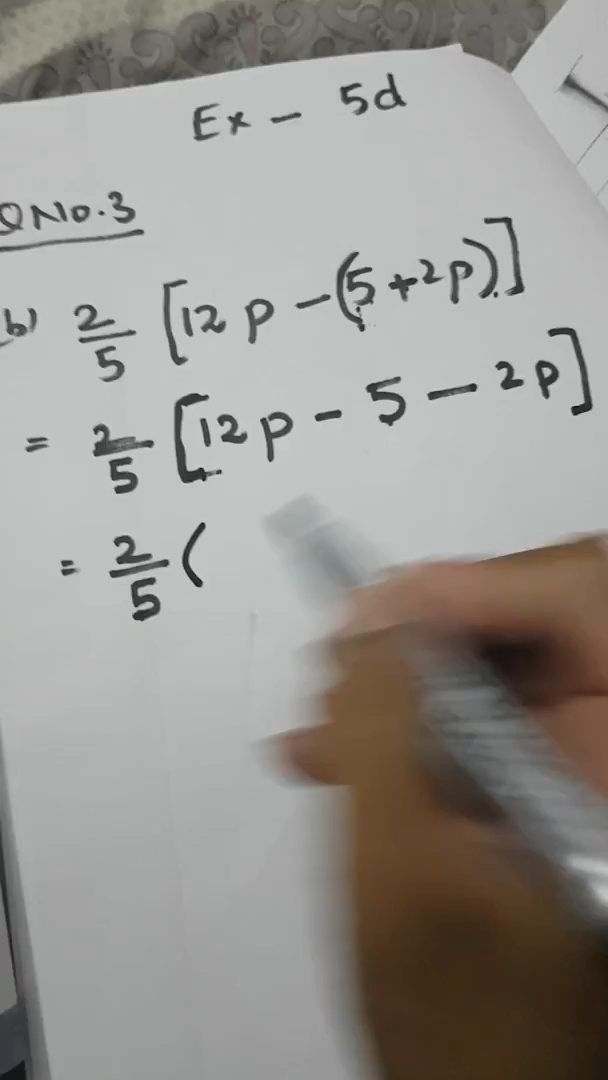 Ex - 5d
Q No.3
b) 2/5 [12p - (5+2p)]
= 2/5 [12p - 5 - 2p]
= 2/5 (